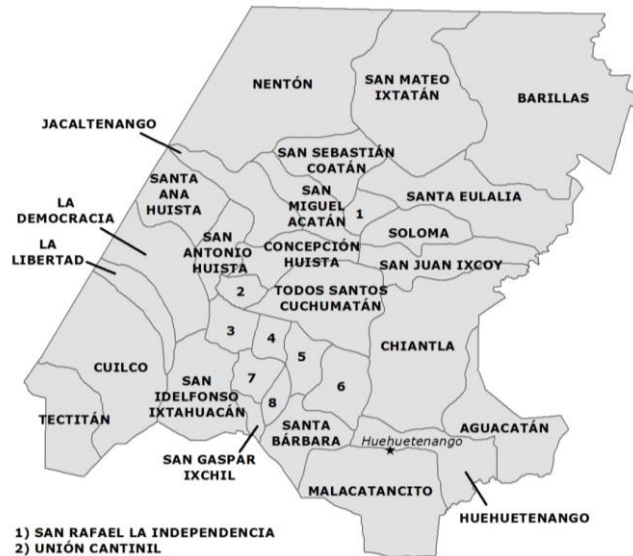 NENTÓN
SAN MATEO
IXTATÁN
BARILLAS
JACALTENANGO
SAN SEBASTIÁN
COATÁN
SANTA
ANA
HUISTA
SAN
MIGUEL
ACATÁN
1
SANTA EULALIA
LA
DEMOCRACIA
SOLOMA
LA
LIBERTAD
SAN
ANTONIO
HUISTA
CONCEPCIÓN
HUISTA
SAN JUAN IXCOY
2
TODOS SANTOS
CUCHUMATÁN
3
4
5
CHIANTLA
CUILCO
SAN
IDELFONSO
IXTAHUACÁN
7
6
8
TECTITÁN
SANTA
BÁRBARA
AGUACATÁN
Huehuetenango
SAN GASPAR
IXCHIL
MALACATANCITO
HUEHUETENANGO
1) SAN RAFAEL LA INDEPENDENCIA
2) UNIÓN CANTINIL